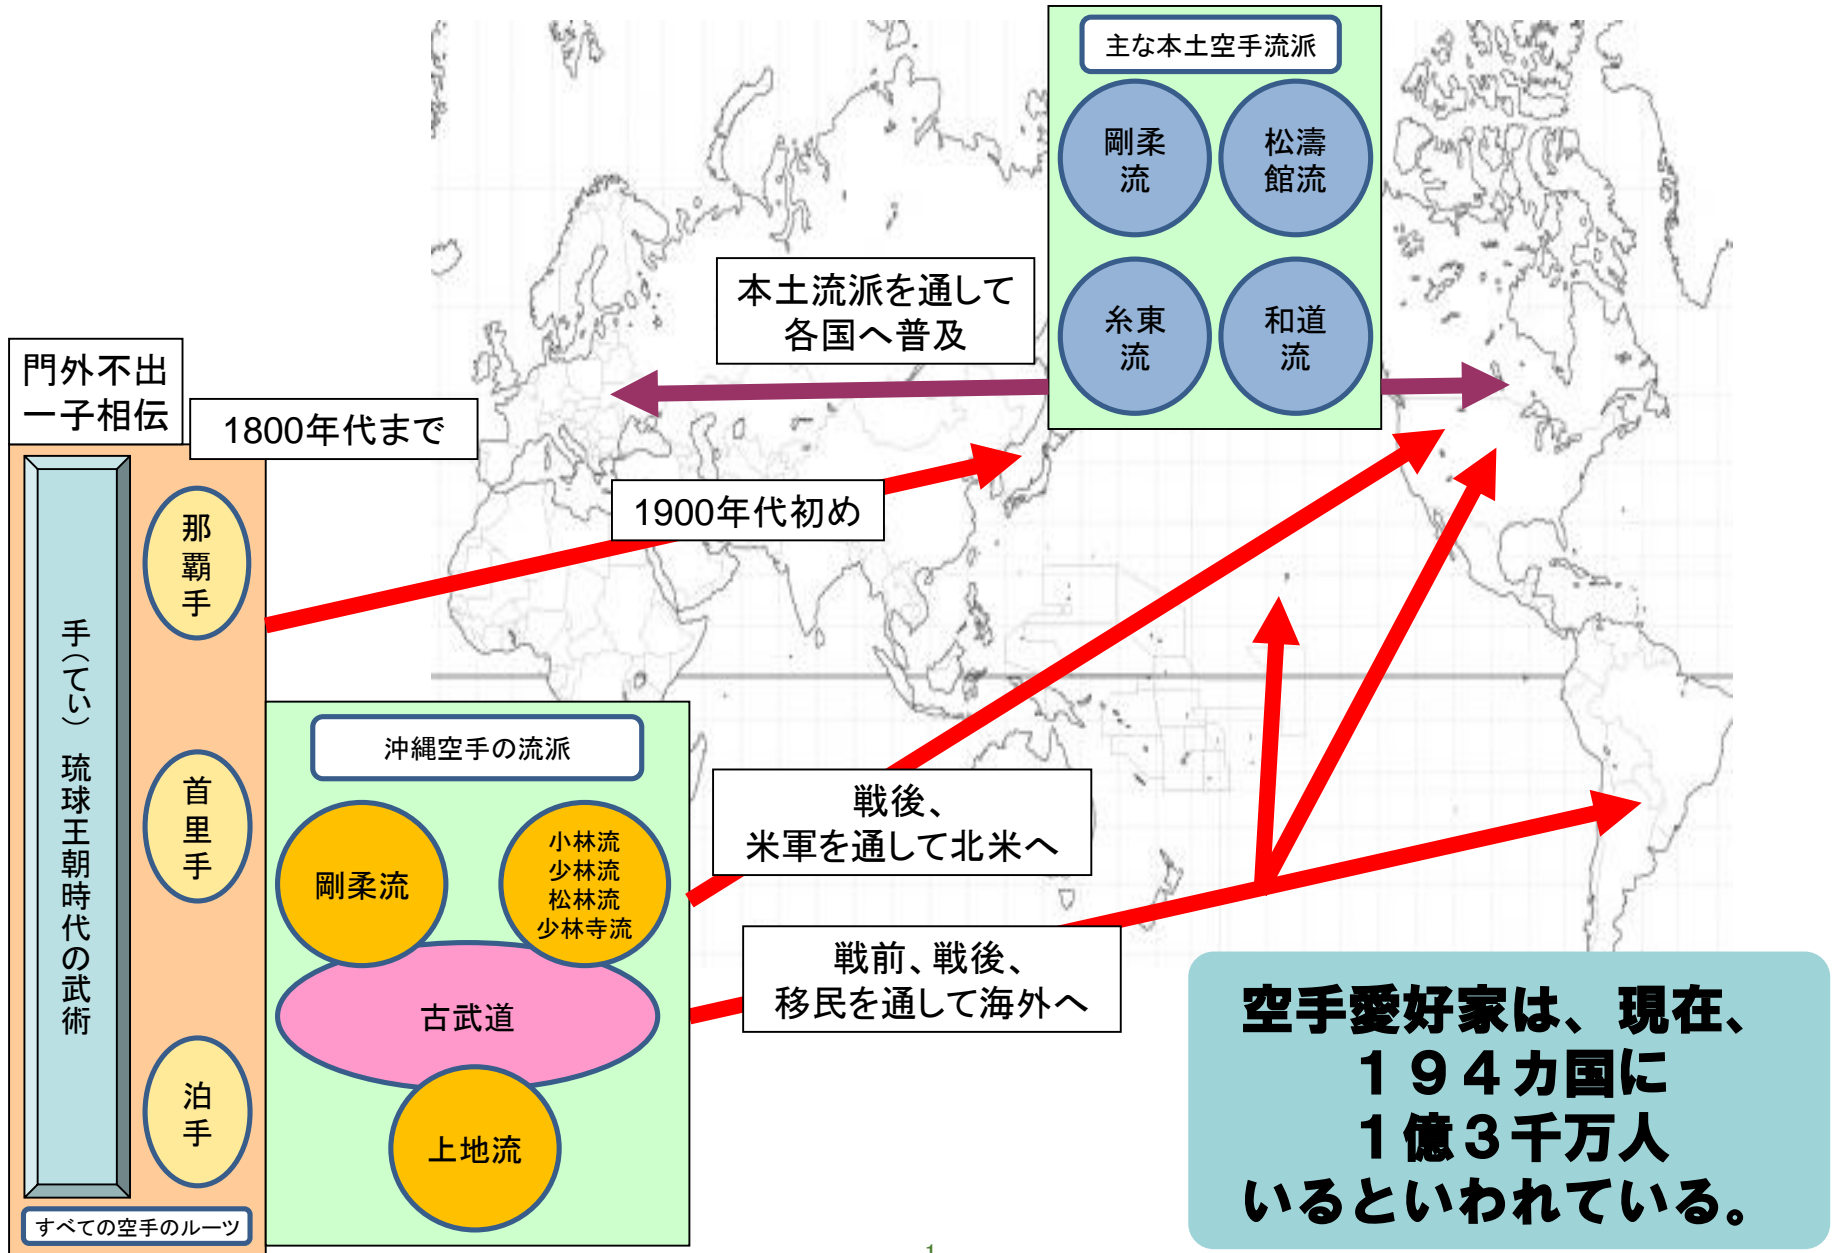 主な本土空手流派
剛柔
流
松濤
館流
糸東
流
和道
流
本土流派を通して
各国へ普及
門外不出
一子相伝
1800年代まで
1900年代初め
手(てい) 琉球王朝時代の武術
那覇手
首里手
泊手
すべての空手のルーツ
沖縄空手の流派
剛柔流
小林流
少林流
松林流
少林寺流
古武道
上地流
戦後、
米軍を通して北米へ
戦前、戦後、
移民を通して海外へ
空手愛好家は、現在、
194カ国に
1億3千万人
いるといわれている。
1